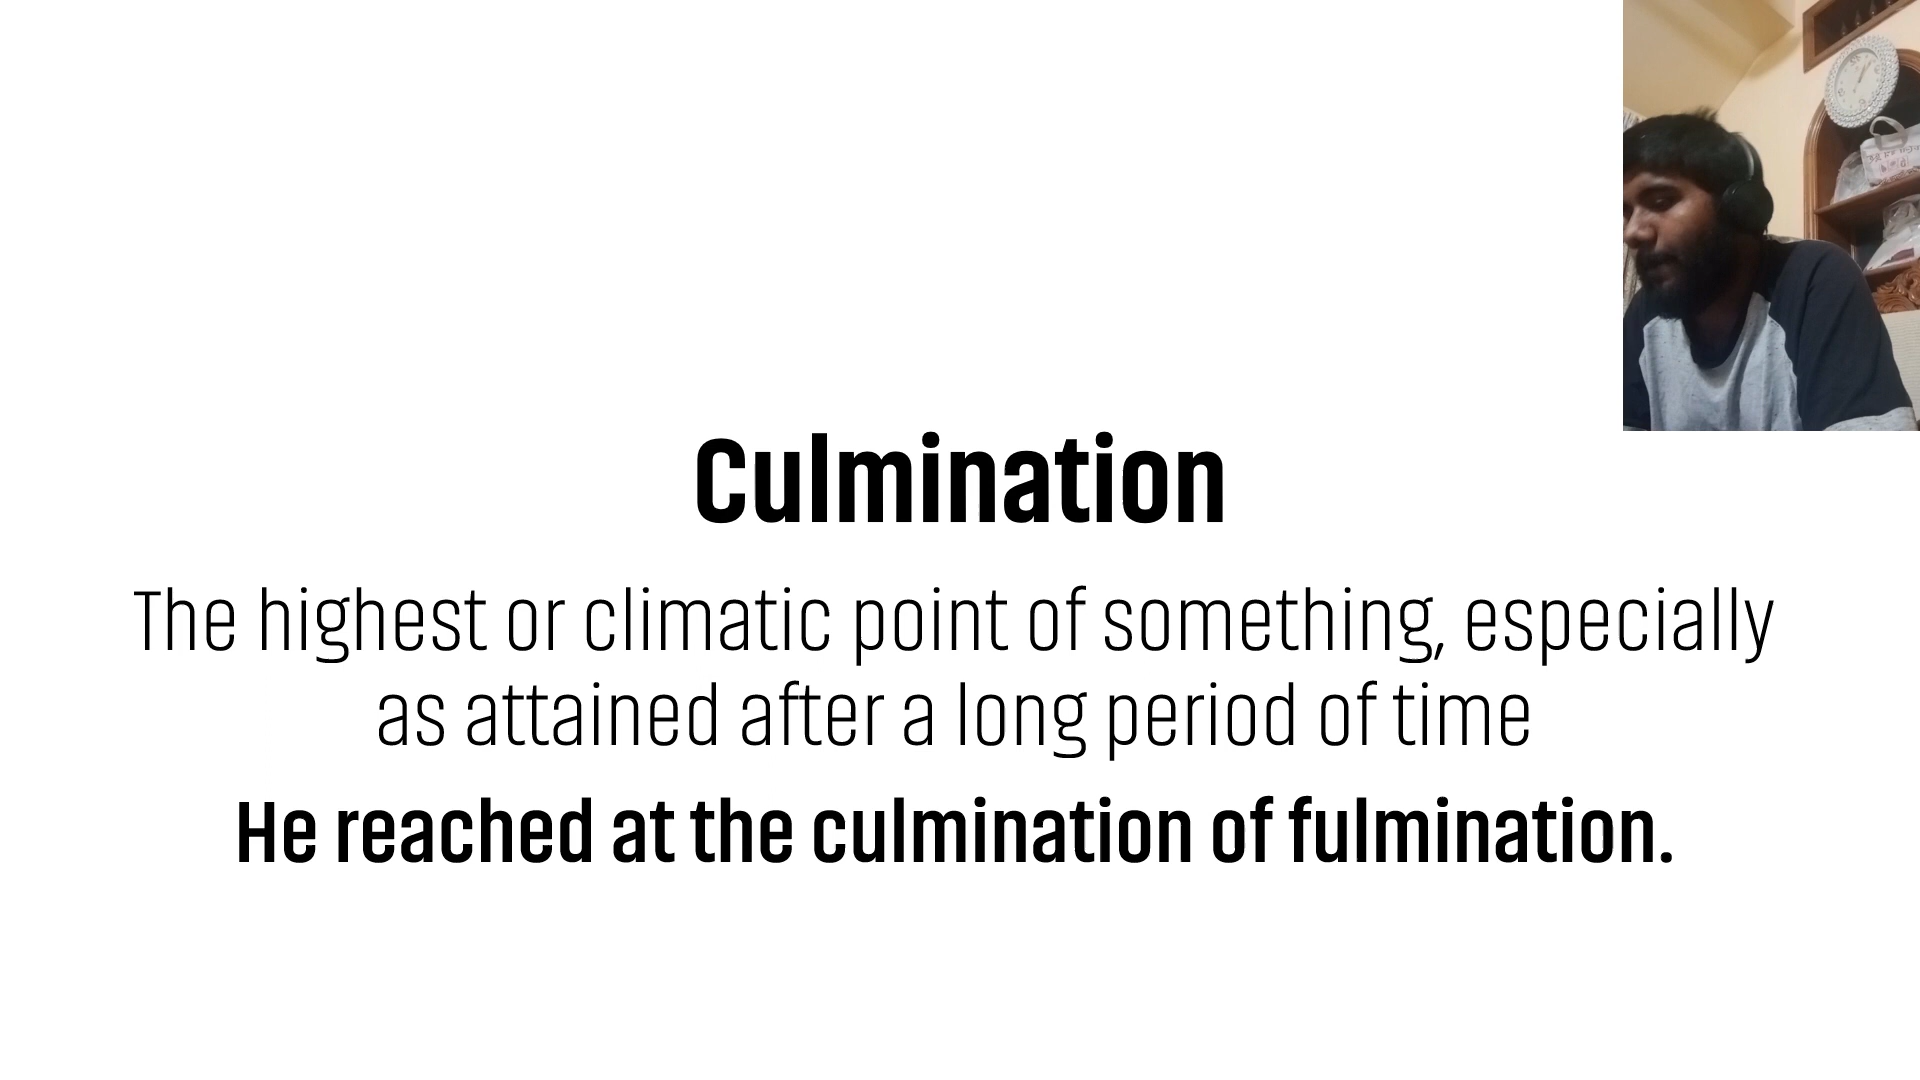 Culmination
The highest or climatic point of something, especially
as attained after a long period of time
He reached at the culmination of fulmination.